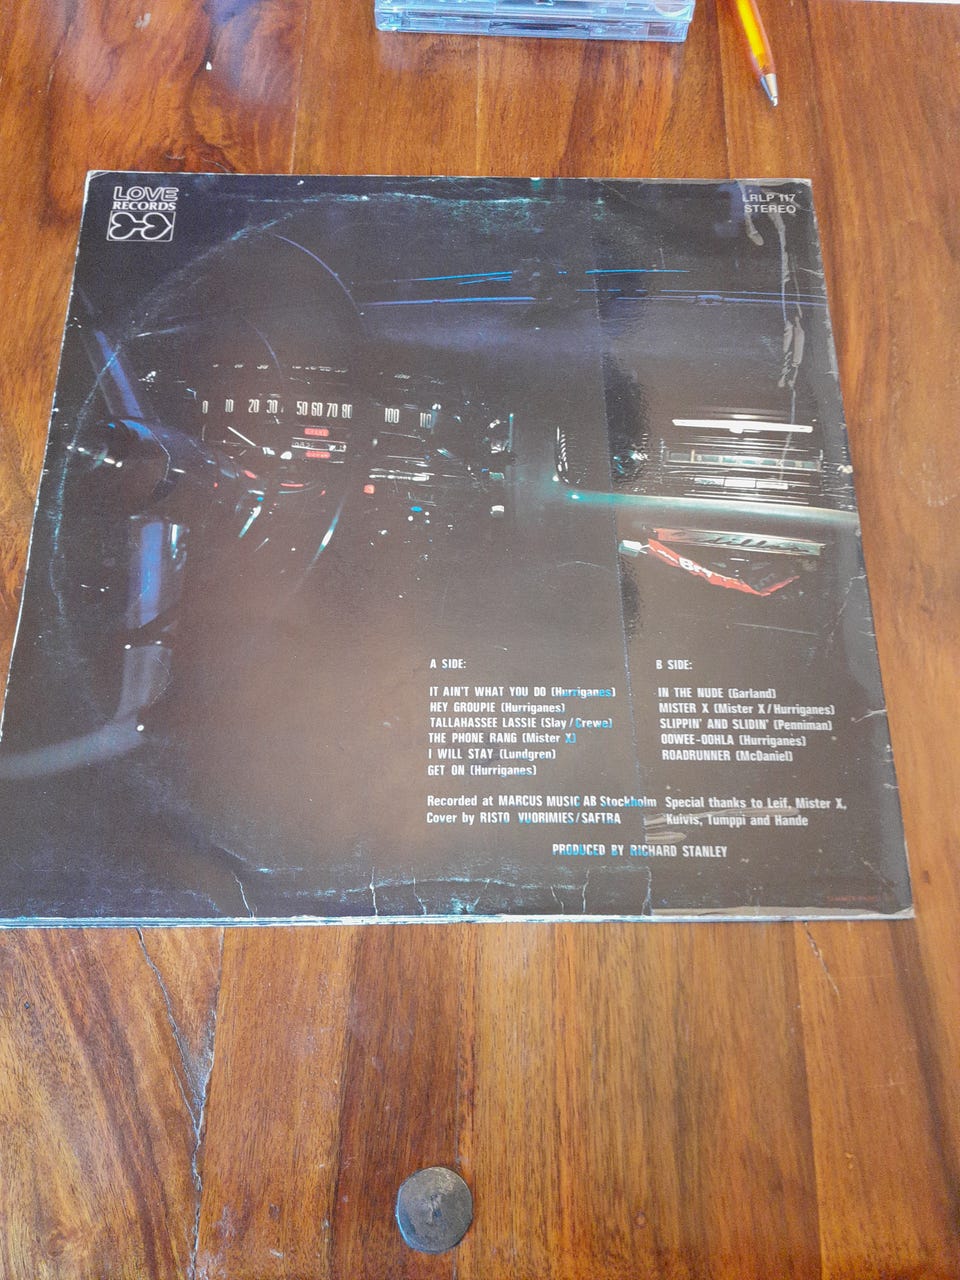 LOVE
RECORDS
LRLP 117
STEREO
0 10 20 30 50 60 70 80 100 110
A SIDE:
IT AIN'T WHAT YOU DO (Hurriganes)
HEY GROUPIE (Hurriganes)
TALLAHASSEE LASSIE (Slay/Crewe)
THE PHONE RANG (Mister X)
I WILL STAY (Lundgren)
GET ON (Hurriganes)
B SIDE:
IN THE NUDE (Garland)
MISTER X (Mister X/Hurriganes)
SLIPPIN' AND SLIDIN' (Penniman)
OOWEE-OOHLA (Hurriganes)
ROADRUNNER (McDaniel)
Recorded at MARCUS MUSIC AB Stockholm
Cover by RISTO VUORIMIES/SAFTRA
Special thanks to Leif, Mister X,
Kuivis, Tumppi and Hande
PRODUCED BY RICHARD STANLEY